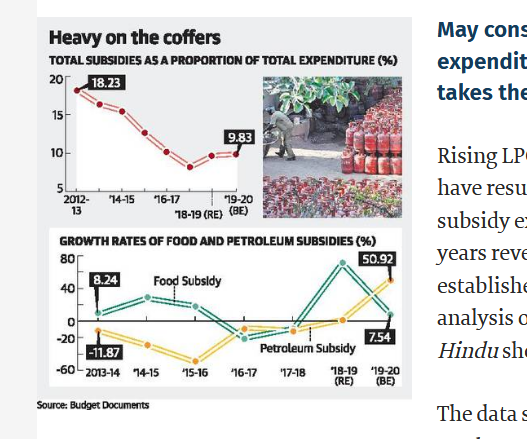 Heavy on the coffers
TOTAL SUBSIDIES AS A PROPORTION OF TOTAL EXPENDITURE (%)
20
15
10
5
18.23
9.83
2012-
13
'14-15
'16-17
'18-19 (RE)
'19-20
(BE)
GROWTH RATES OF FOOD AND PETROLEUM SUBSIDIES (%)
80
40
0
-20
-60
8.24
-11.87
Food Subsidy
Petroleum Subsidy
50.92
7.54
2013-14
'14-15
'15-16
'16-17
'17-18
'18-19
(RE)
'19-20
(BE)
Source: Budget Documents
May cons
expendit
takes the
Rising LP
have resu
subsidy e
years reve
establishe
analysis o
Hindu sho
The data s